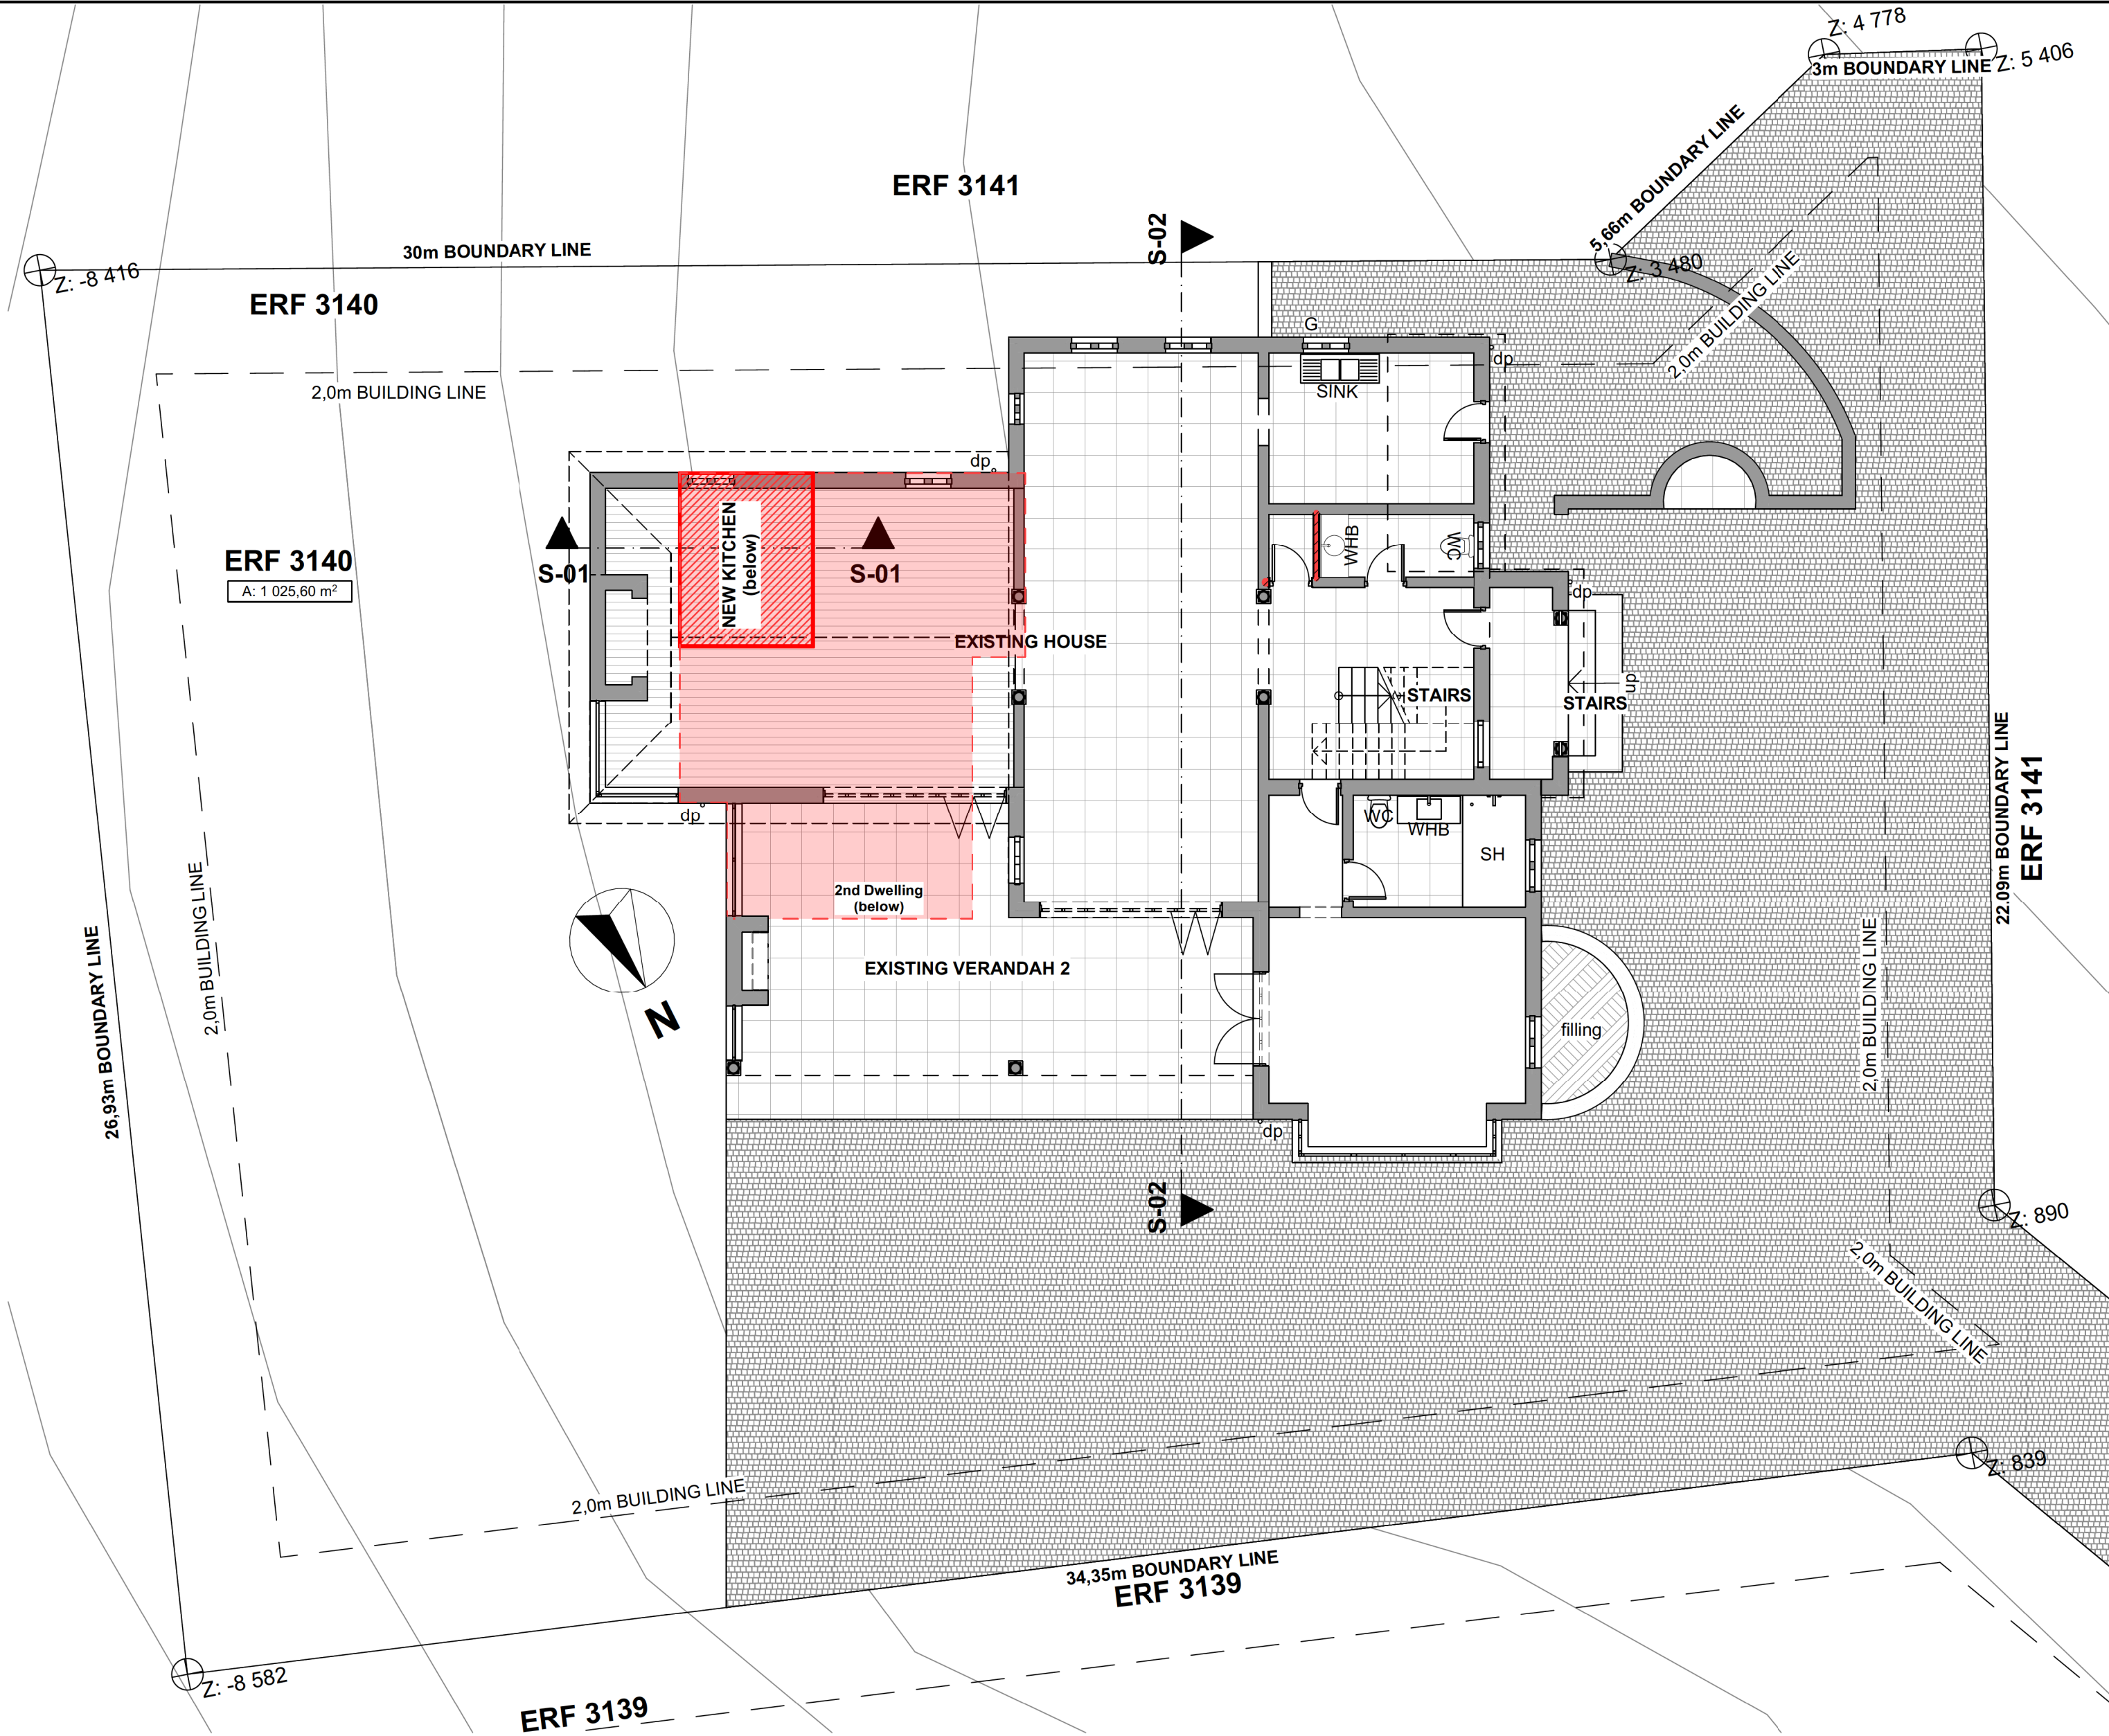 Z: 4 778
Z: 5 406
3m BOUNDARY LINE
5,66m BOUNDARY LINE
ERF 3141
S-02
30m BOUNDARY LINE
Z: -8 416
Z: 3 480
ERF 3140
2,0m BUILDING LINE
G
dp
2,0m BUILDING LINE
SINK
dp
NEW KITCHEN
(below)
WHB
WC
ERF 3140
A: 1 025,60 m²
S-01
S-01
dp
EXISTING HOUSE
STAIRS
STAIRS
up
22.09m BOUNDARY LINE
ERF 3141
dp
WC
WHB
SH
2nd Dwelling
(below)
2,0m BUILDING LINE
26,93m BOUNDARY LINE
N
EXISTING VERANDAH 2
filling
2,0m BUILDING LINE
dp
S-02
Z: 890
2,0m BUILDING LINE
Z: 839
2,0m BUILDING LINE
34,35m BOUNDARY LINE
ERF 3139
Z: -8 582
ERF 3139